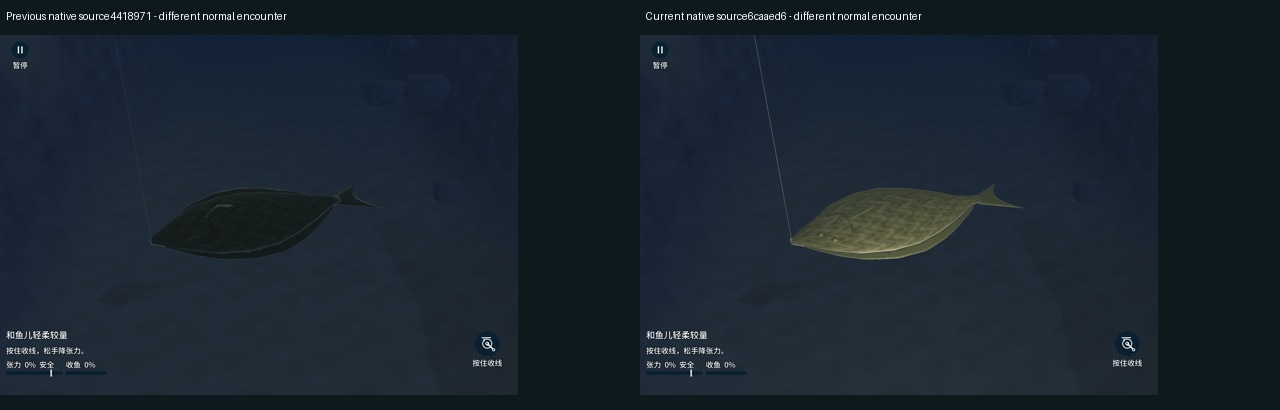 Previous native source4418971 - different normal encounter
暂停
和鱼儿轻柔较量
按住收线，松手降张力。
张力 0% 安全 收鱼 0%
按住收线
Current native source6caaed6 - different normal encounter
暂停
和鱼儿轻柔较量
按住收线，松手降张力。
张力 0% 安全 收鱼 0%
按住收线